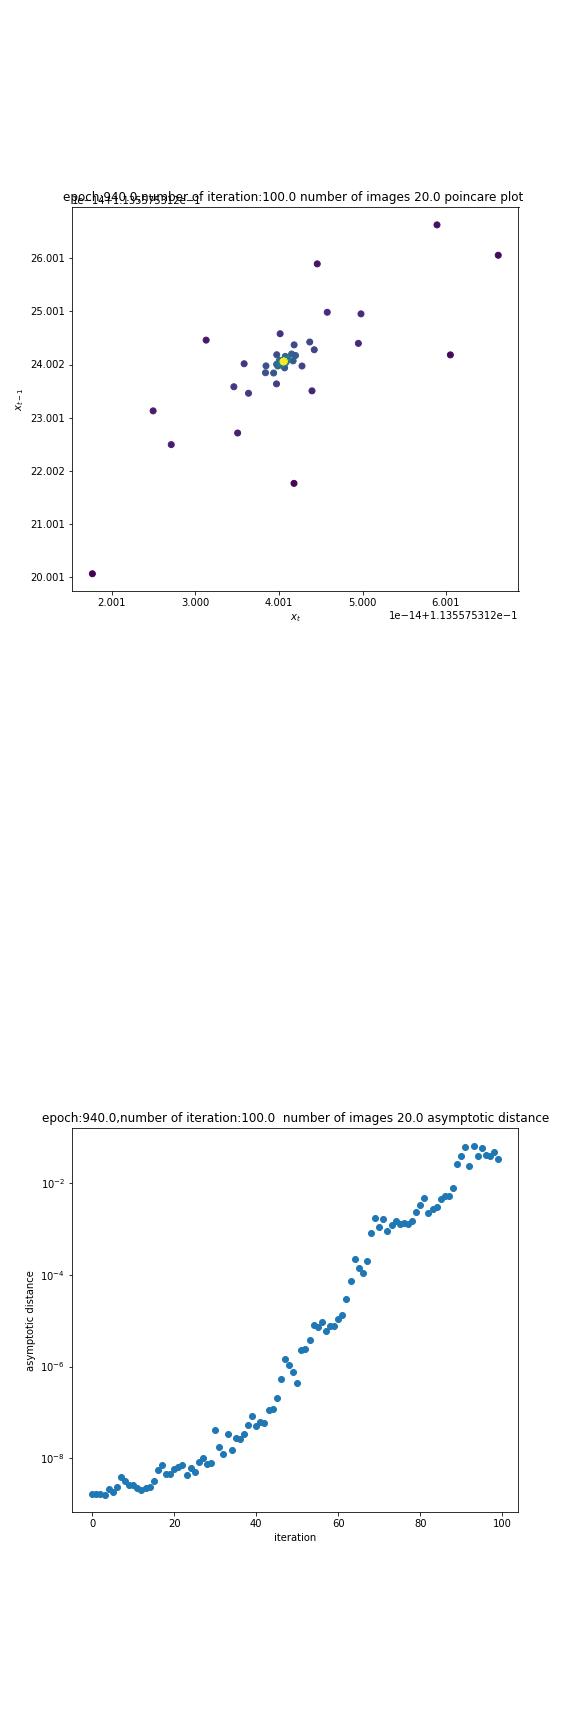 epoch:940.0,number of iteration:100.0 number of images 20.0 poincare plot
1e−14+1.135575312e−1
26.001
25.001
24.002
23.001
22.002
21.001
20.001
x_{t−1}
2.001 3.000 4.001 5.000 6.001
x_t
1e−14+1.135575312e−1
epoch:940.0,number of iteration:100.0 number of images 20.0 asymptotic distance
10^{−2}
10^{−4}
10^{−6}
10^{−8}
asymptotic distance
0 20 40 60 80 100
iteration